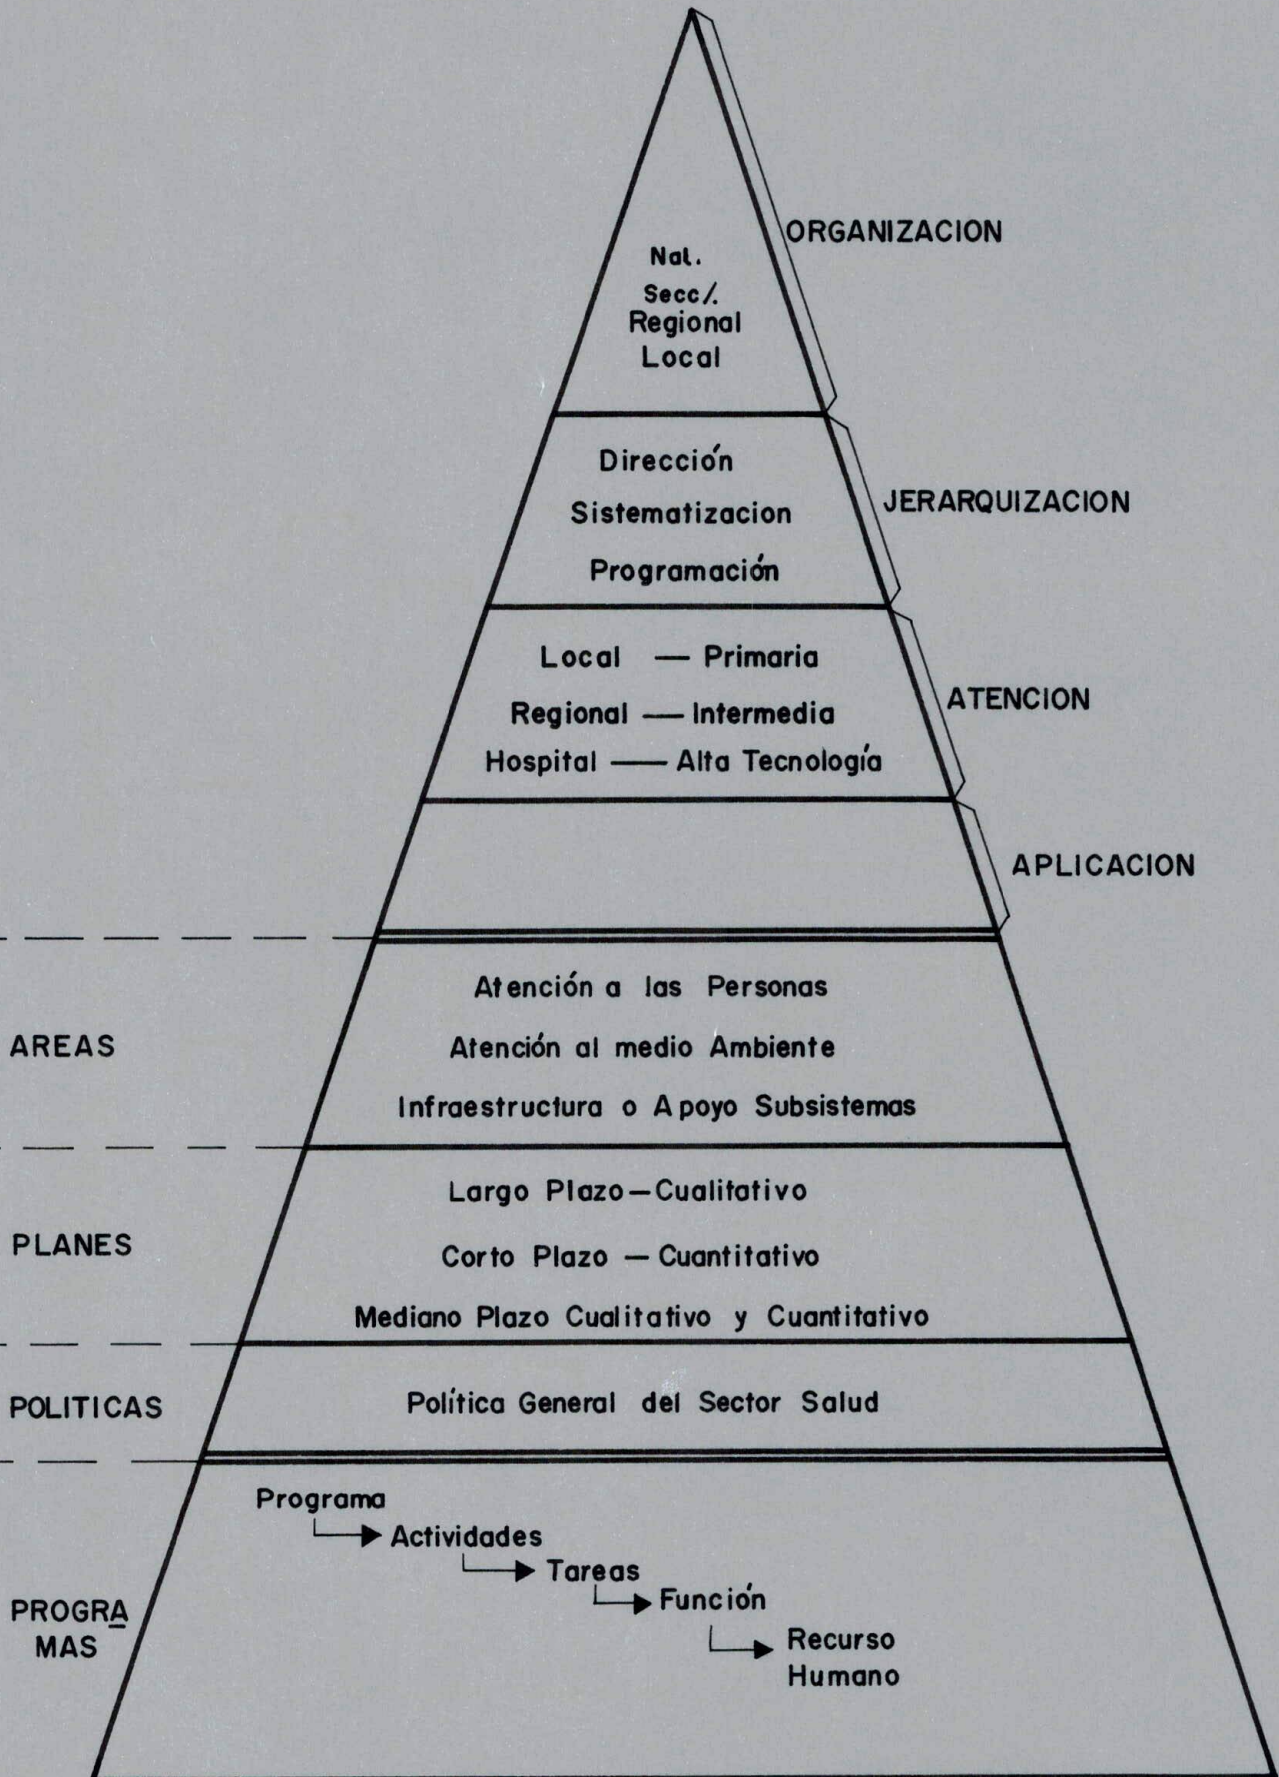 ORGANIZACION
Nal.
Secc/.
Regional
Local
Dirección
JERARQUIZACION
Sistematizacion
Programación
Local — Primaria
ATENCION
Regional — Intermedia
Hospital — Alta Tecnología
APLICACION
AREAS
Atención a las Personas
Atención al medio Ambiente
Infraestructura o Apoyo Subsistemas
PLANES
Largo Plazo — Cualitativo
Corto Plazo — Cuantitativo
Mediano Plazo Cualitativo y Cuantitativo
POLITICAS
Política General del Sector Salud
PROGRA
MAS
Programa
Actividades
Tareas
Función
Recurso
Humano